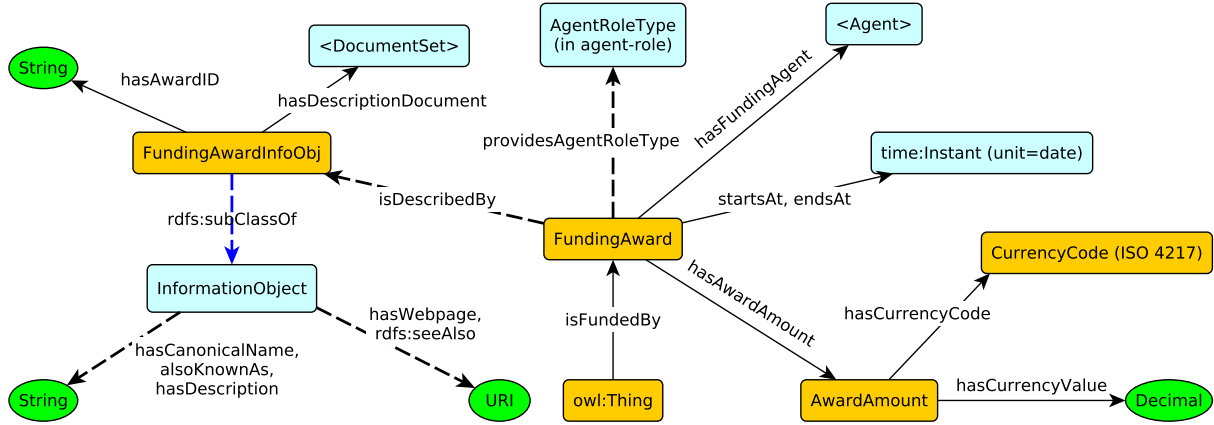 AgentRoleType
(in agent-role)
<Agent>
<DocumentSet>
String
hasAwardID
hasDescriptionDocument
hasFundingAgent
providesAgentRoleType
FundingAwardInfoObj
time:Instant (unit=date)
isDescribedBy
startsAt, endsAt
rdfs:subClassOf
FundingAward
CurrencyCode (ISO 4217)
InformationObject
hasAwardAmount
hasCurrencyCode
hasWebpage,
rdfs:seeAlso
isFundedBy
hasCanonicalName,
alsoKnownAs,
hasDescription
hasCurrencyValue
String
URI
owl:Thing
AwardAmount
Decimal